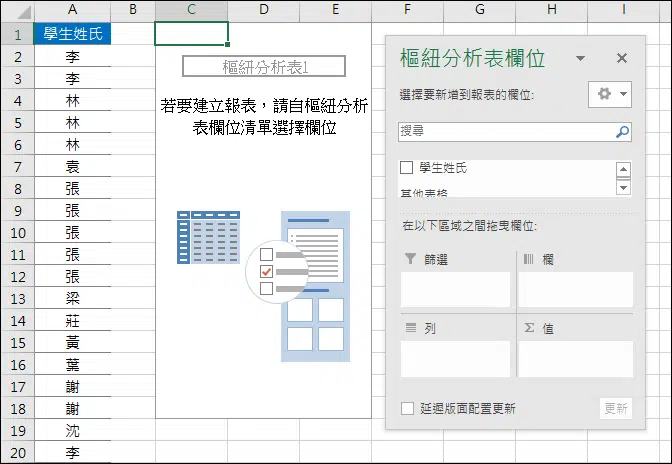 A B C D E F G H I
1 學生姓氏
2 李
3 李
4 林
5 林
6 林
7 袁
8 張
9 張
10 張
11 張
12 張
13 梁
14 莊
15 黃
16 葉
17 謝
18 謝
19 沈
20 李
樞紐分析表1
若要建立報表，請自樞紐分析
表欄位清單選擇欄位
樞紐分析表欄位
選擇要新增到報表的欄位:
搜尋
學生姓氏
其他表格
在以下區域之間拖曳欄位:
篩選
欄
列
Σ 值
延遲版面配置更新
更新